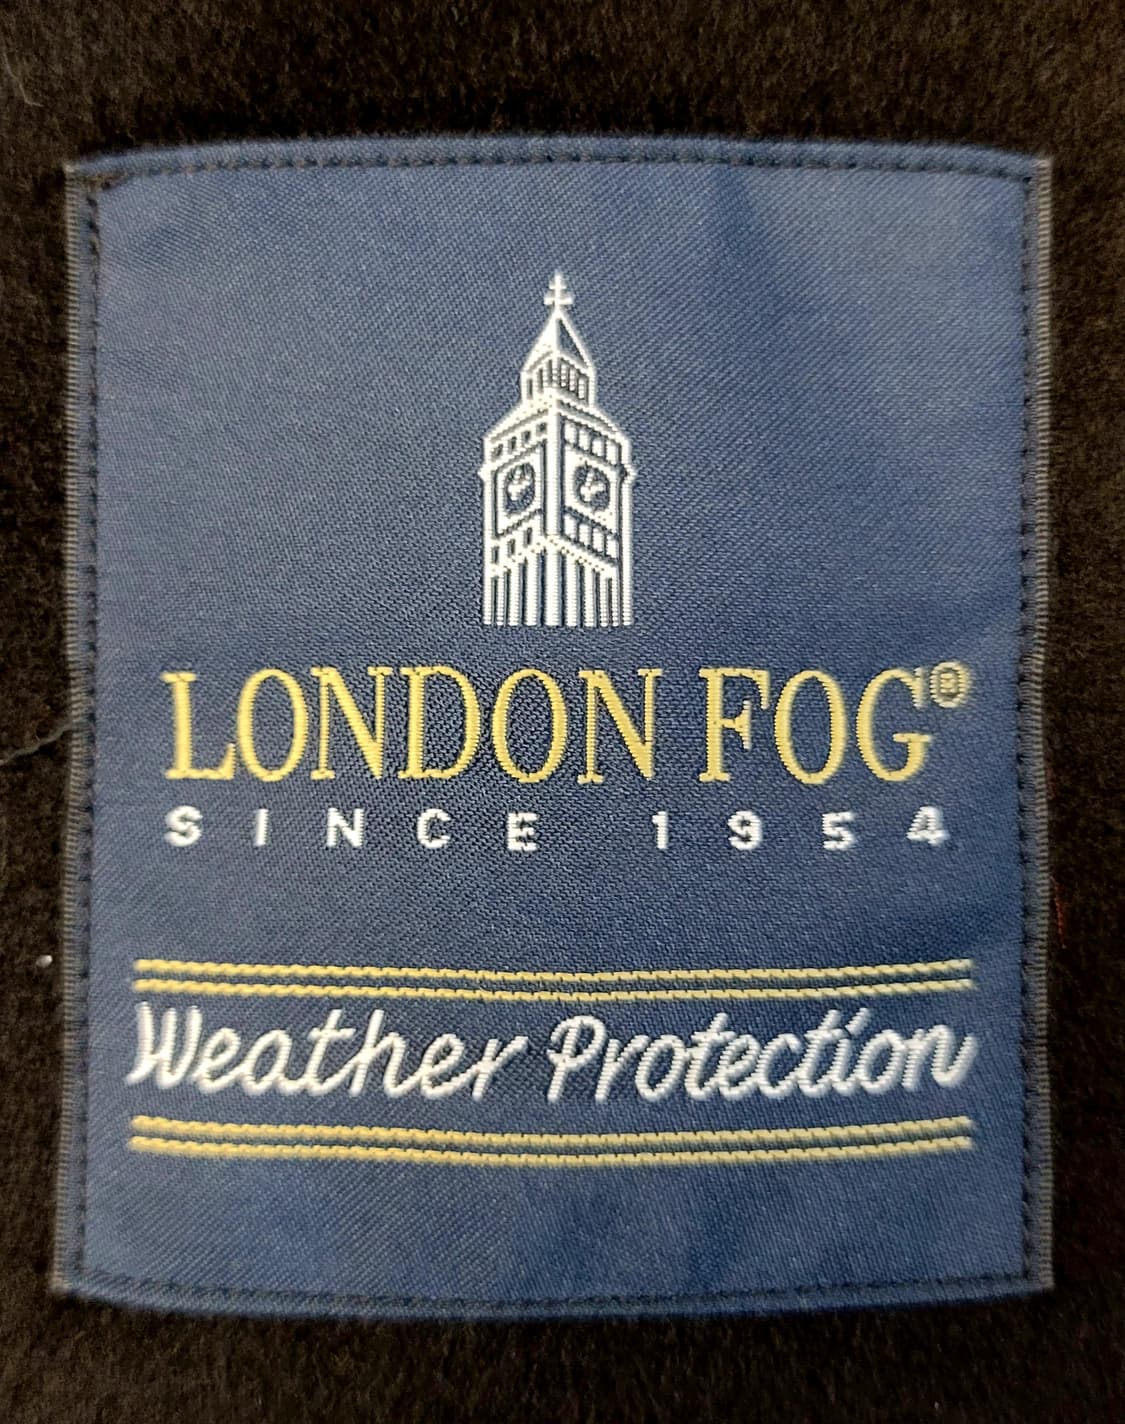 LONDON FOG®
SINCE 1954
Weather Protection